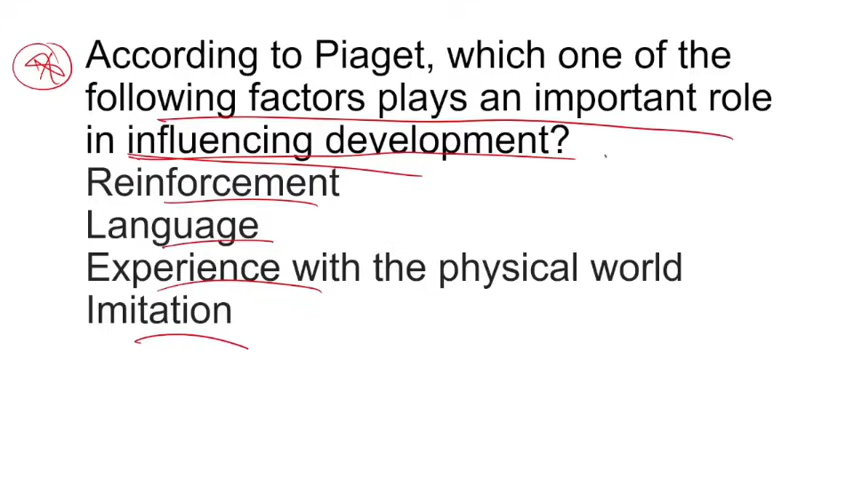 According to Piaget, which one of the
following factors plays an important role
in influencing development?
Reinforcement
Language
Experience with the physical world
Imitation